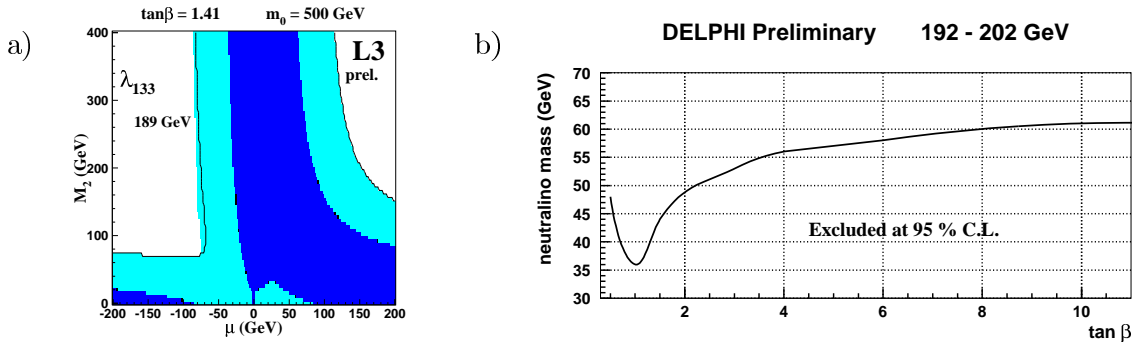 a)
tanβ = 1.41 m₀ = 500 GeV
M₂ (GeV)
400
300
200
100
0
λ₁₃₃
189 GeV
L3
prel.
-200 -150 -100 -50 0 50 100 150 200
μ (GeV)
b)
DELPHI Preliminary 192 - 202 GeV
neutralino mass (GeV)
70
65
60
55
50
45
40
35
30
Excluded at 95 % C.L.
2 4 6 8 10
tan β